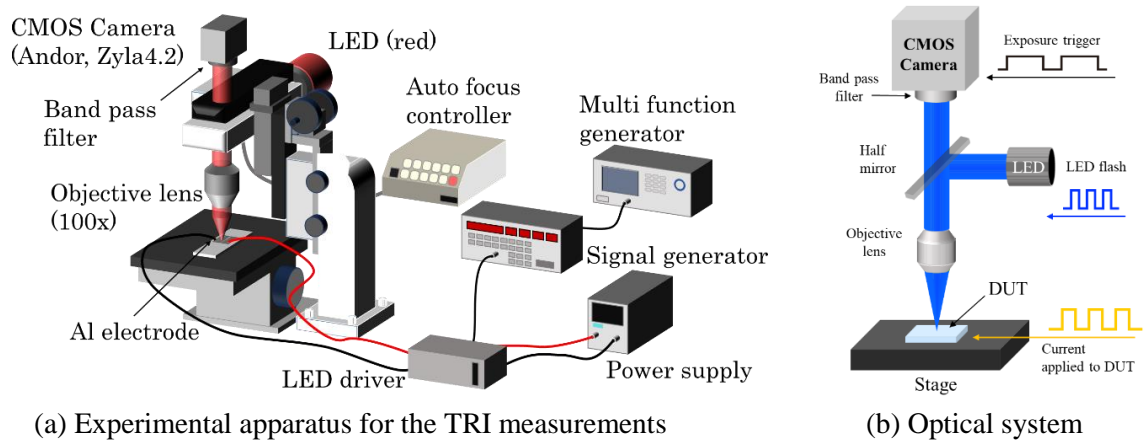 CMOS Camera
(Andor, Zyla4.2)
LED (red)
Band pass
filter
Auto focus
controller
Multi function
generator
Objective lens
(100x)
Signal generator
Al electrode
LED driver
Power supply
(a) Experimental apparatus for the TRI measurements
CMOS
Camera
Exposure trigger
Band pass
filter
Half
mirror
LED
LED flash
Objective
lens
DUT
Current
applied to DUT
Stage
(b) Optical system